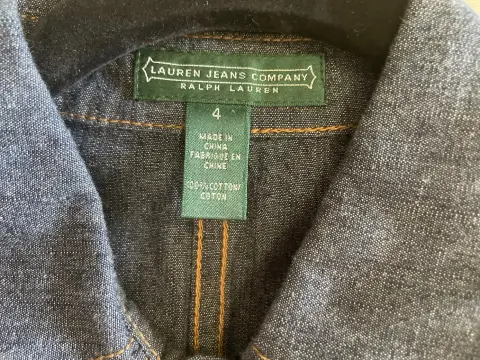 LAUREN JEANS COMPANY
RALPH LAUREN
4
MADE IN
CHINA
FABRIQUE EN
CHINE
100%COTTON/
COTON